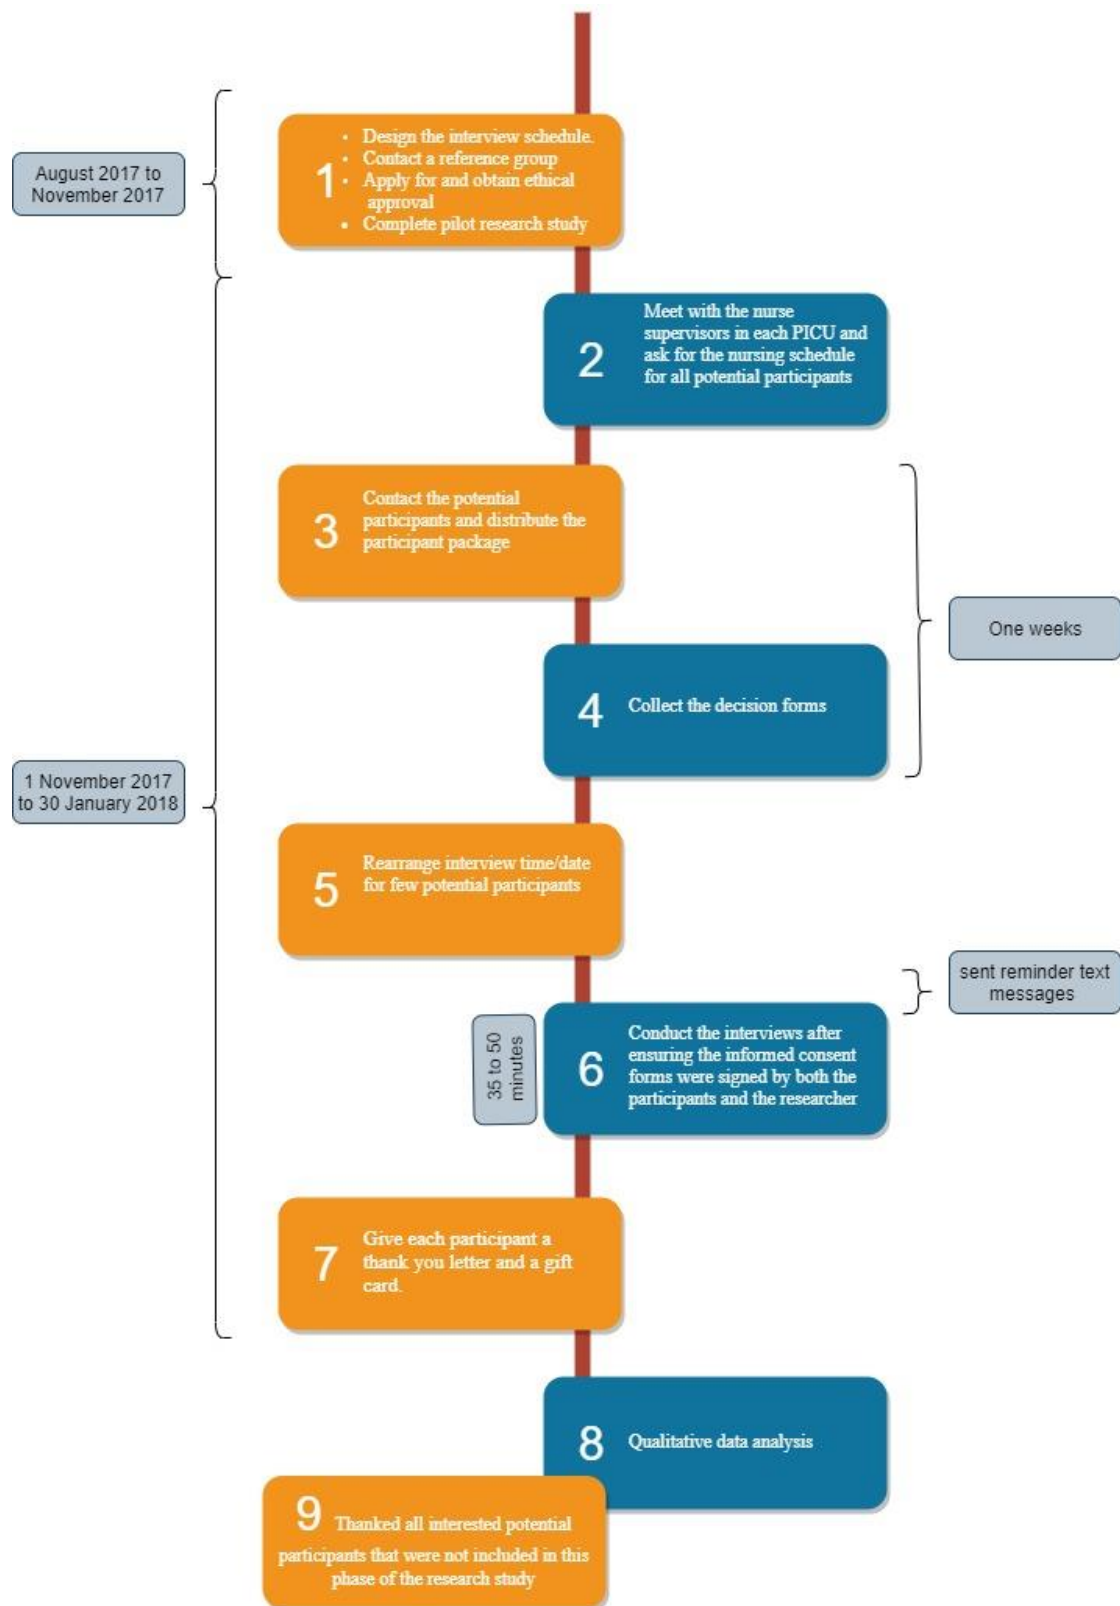 August 2017 to
November 2017
1
• Design the interview schedule.
• Contact a reference group
• Apply for and obtain ethical
approval
• Complete pilot research study
2
Meet with the nurse
supervisors in each PICU and
ask for the nursing schedule
for all potential participants
3
Contact the potential
participants and distribute the
participant package
One weeks
4
Collect the decision forms
1 November 2017
to 30 January 2018
5
Rearrange interview time/date
for few potential participants
sent reminder text
messages
35 to 50
minutes
6
Conduct the interviews after
ensuring the informed consent
forms were signed by both the
participants and the researcher
7
Give each participant a
thank you letter and a gift
card.
8
Qualitative data analysis
9 Thanked all interested potential
participants that were not included in this
phase of the research study